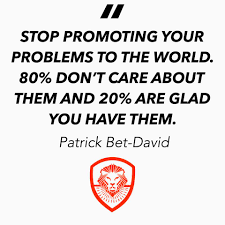 "
STOP PROMOTING YOUR
PROBLEMS TO THE WORLD.
80% DON'T CARE ABOUT
THEM AND 20% ARE GLAD
YOU HAVE THEM.
Patrick Bet-David